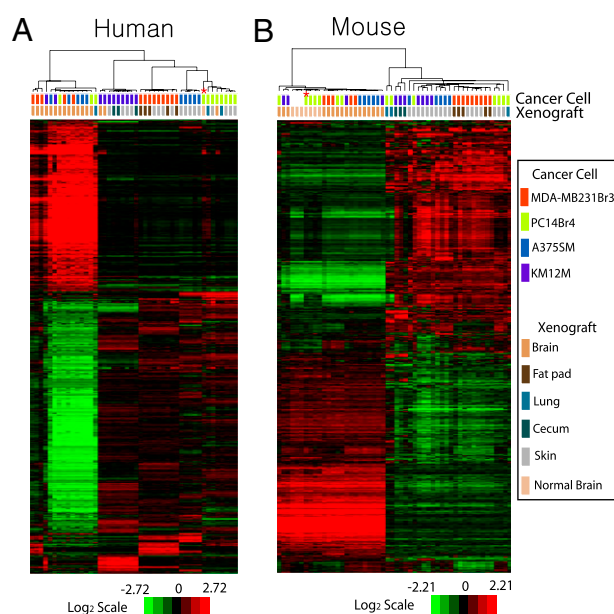 A Human
B Mouse
*
*
Cancer Cell
Xenograft
Cancer Cell
MDA-MB231Br3
PC14Br4
A375SM
KM12M
Xenograft
Brain
Fat pad
Lung
Cecum
Skin
Normal Brain
-2.72 0 2.72
Log2 Scale
-2.21 0 2.21
Log2 Scale